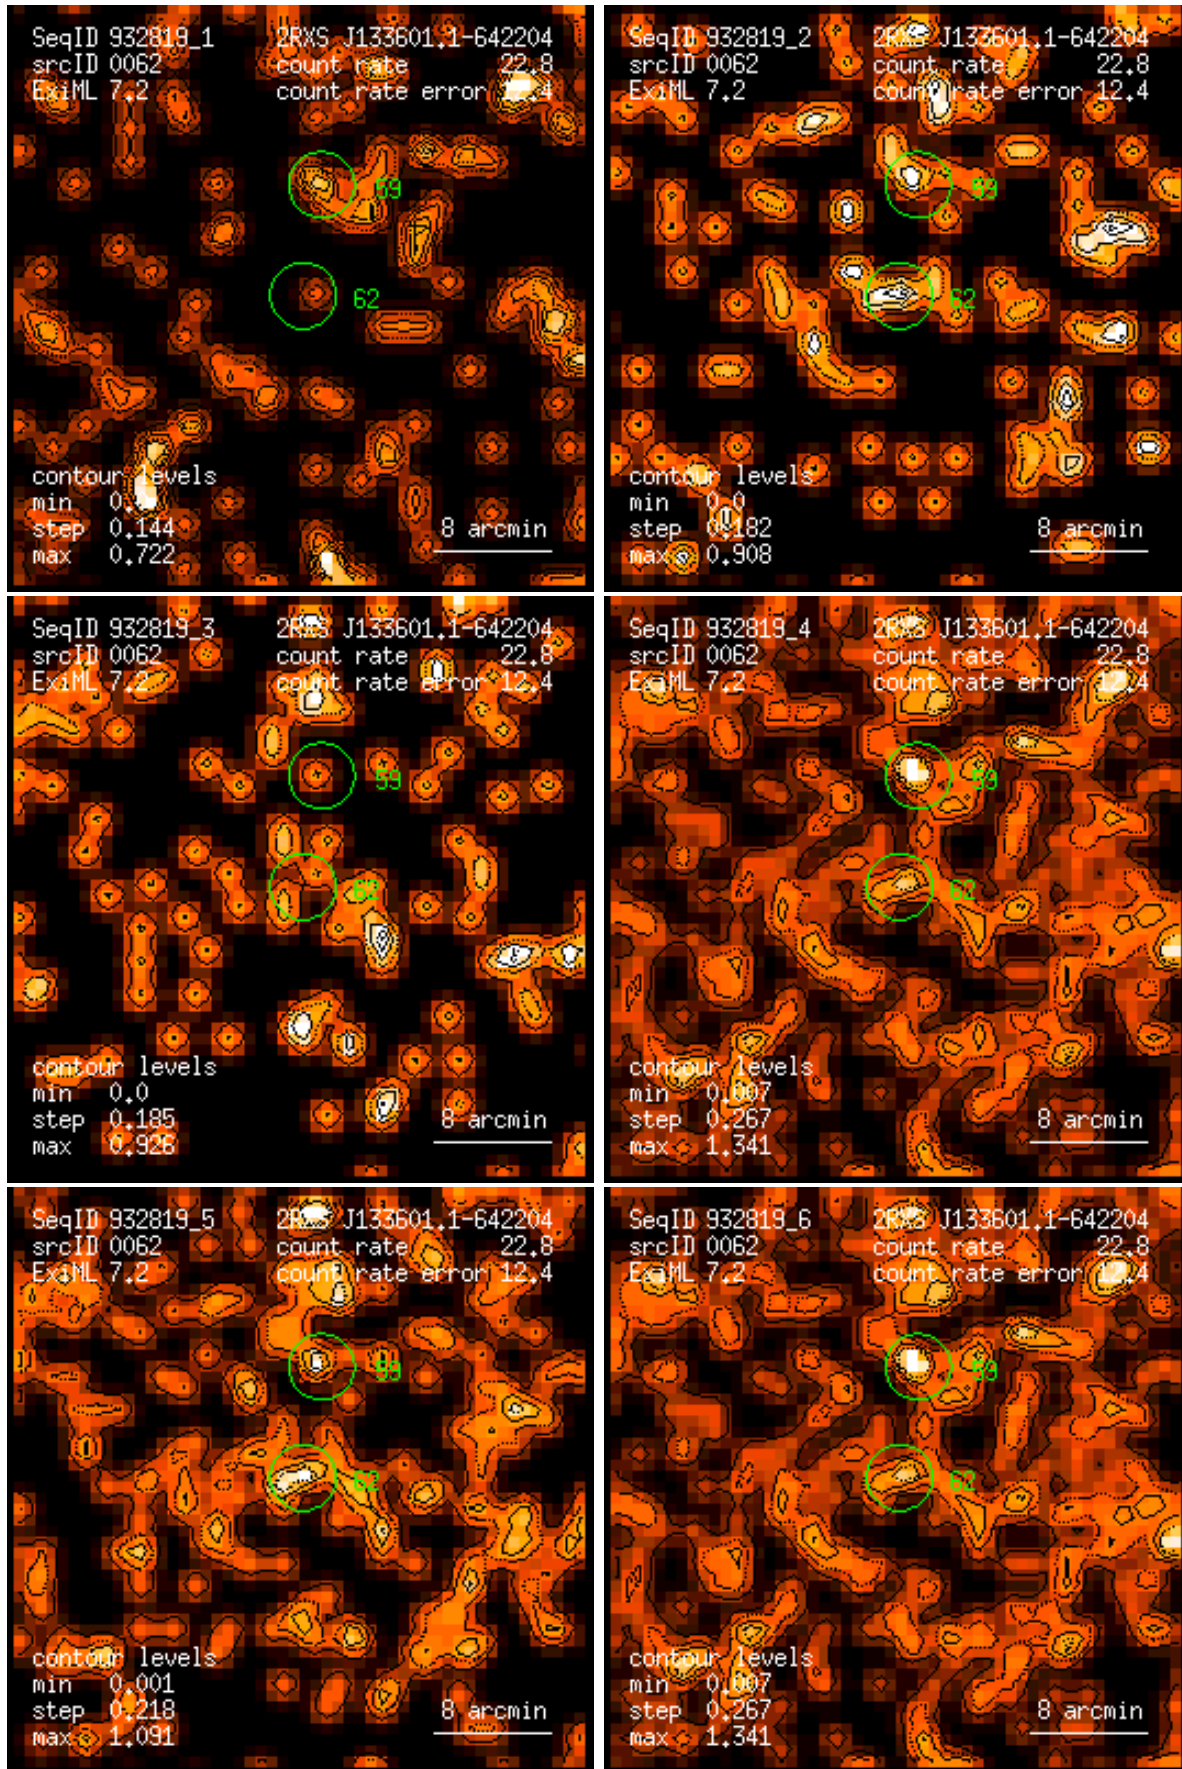 SeqID 932819_1 2RXS J133601.1-642204
srcID 0062 count rate 22.8
ExiML 7.2 count rate error 12.4
59
62
contour levels
min 0.
step 0.144
max 0.722
8 arcmin
SeqID 932819_2 2RXS J133601.1-642204
srcID 0062 count rate 22.8
ExiML 7.2 count rate error 12.4
59
62
contour levels
min 0.0
step 0.182
max 0.908
8 arcmin
SeqID 932819_3 2RXS J133601.1-642204
srcID 0062 count rate 22.8
ExiML 7.2 count rate error 12.4
59
62
contour levels
min 0.0
step 0.185
max 0.926
8 arcmin
SeqID 932819_4 2RXS J133601.1-642204
srcID 0062 count rate 22.8
ExiML 7.2 count rate error 12.4
59
62
contour levels
min 0.007
step 0.267
max 1.341
8 arcmin
SeqID 932819_5 2RXS J133601.1-642204
srcID 0062 count rate 22.8
ExiML 7.2 count rate error 12.4
59
62
contour levels
min 0.001
step 0.218
max 1.091
8 arcmin
SeqID 932819_6 2RXS J133601.1-642204
srcID 0062 count rate 22.8
ExiML 7.2 count rate error 12.4
59
62
contour levels
min 0.007
step 0.267
max 1.341
8 arcmin